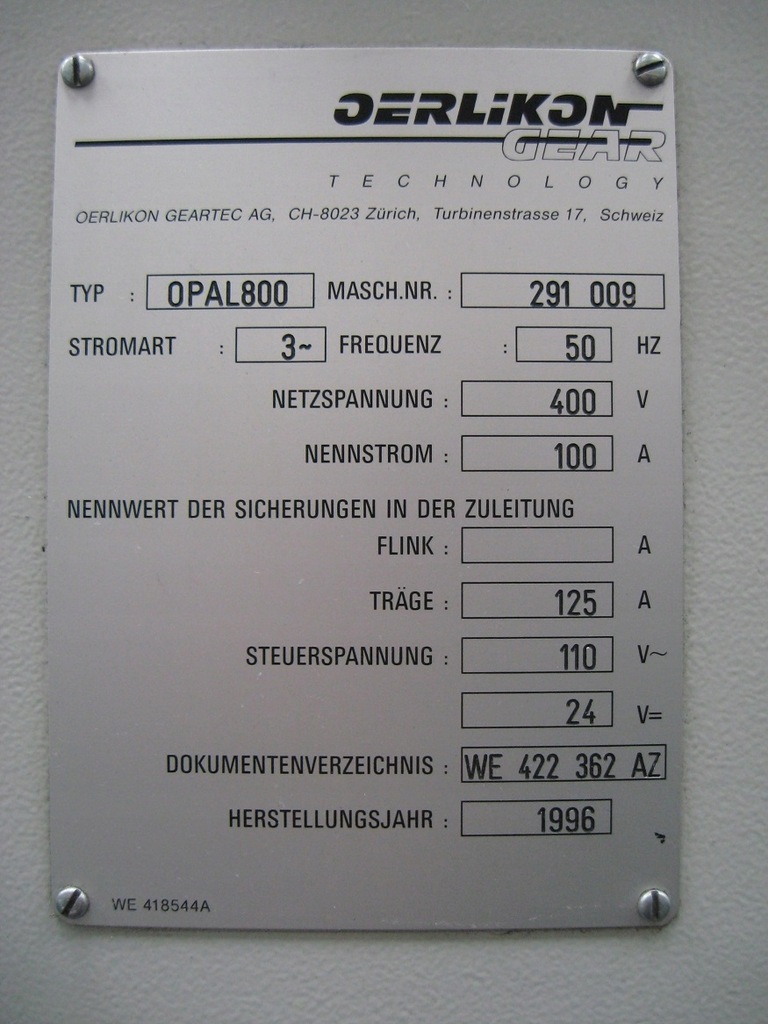 OERLiKON
GEAR
TECHNOLOGY
OERLIKON GEARTEC AG, CH-8023 Zürich, Turbinenstrasse 17, Schweiz
TYP : OPAL800 MASCH.NR. : 291 009
STROMART : 3~ FREQUENZ : 50 HZ
NETZSPANNUNG : 400 V
NENNSTROM : 100 A
NENNWERT DER SICHERUNGEN IN DER ZULEITUNG
FLINK : A
TRÄGE : 125 A
STEUERSPANNUNG : 110 V~
24 V=
DOKUMENTENVERZEICHNIS : WE 422 362 AZ
HERSTELLUNGSJAHR : 1996
WE 418544A